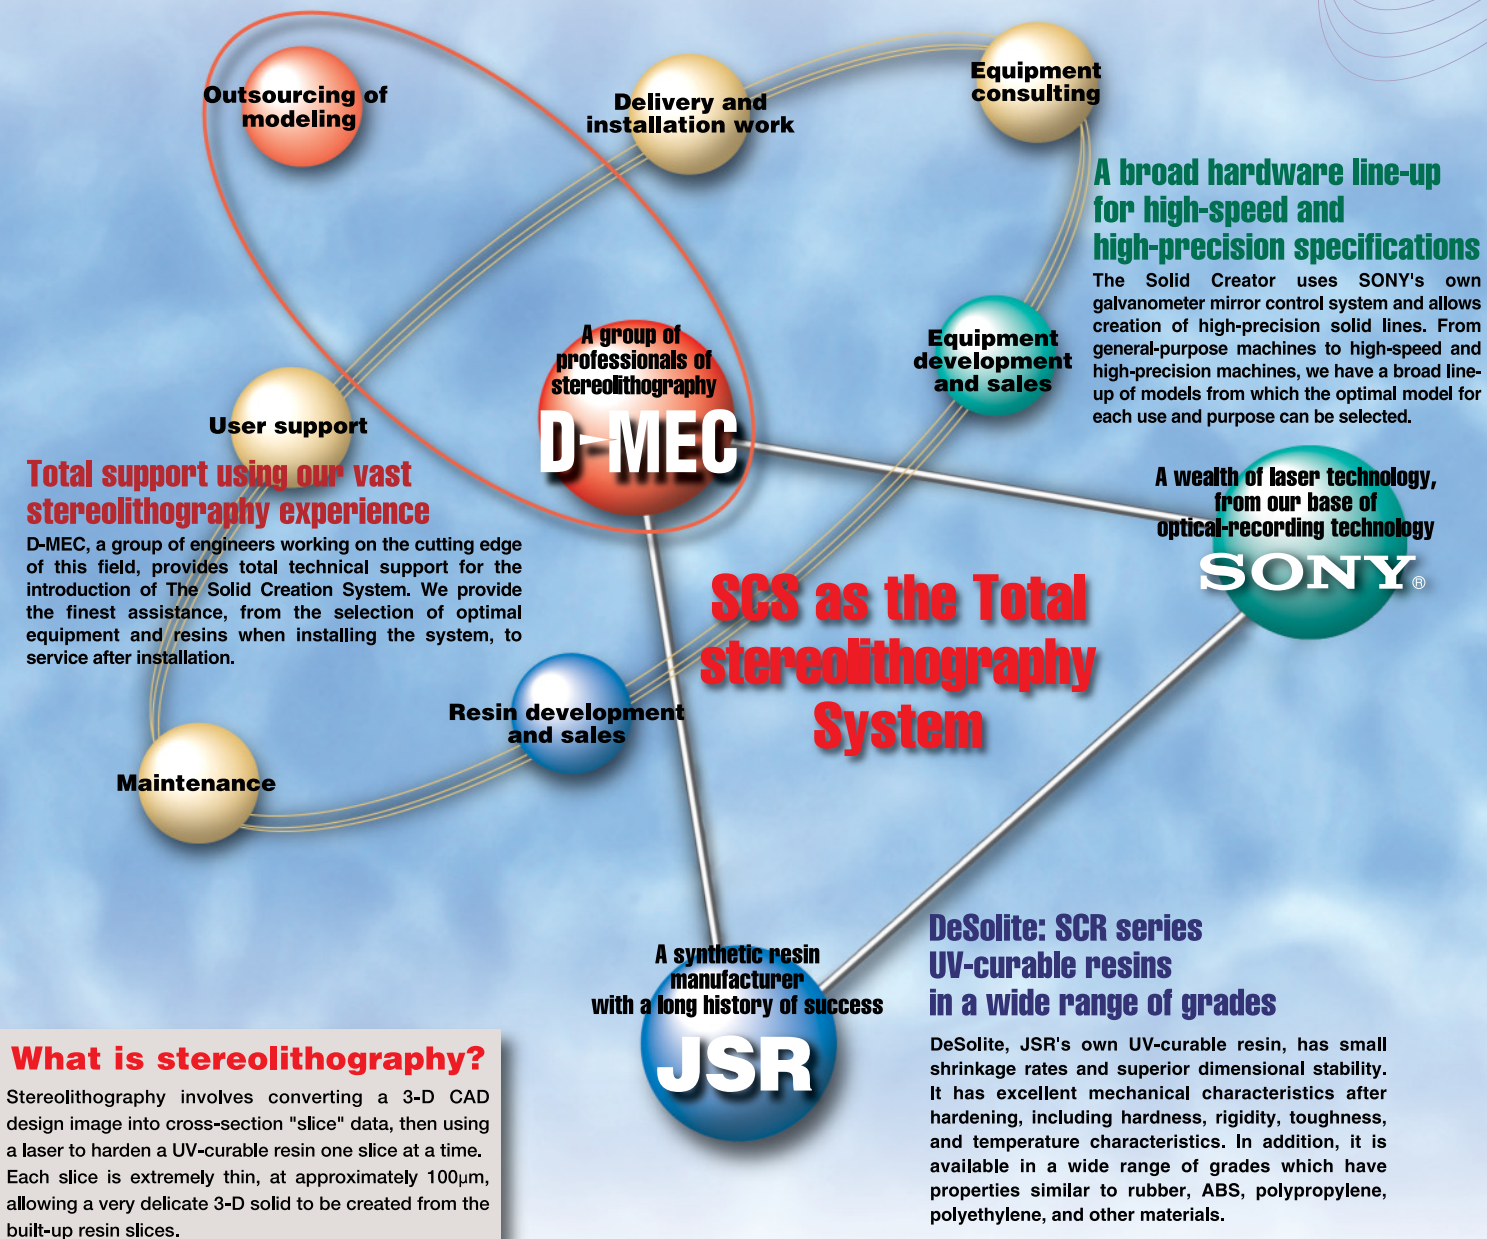 Outsourcing of
modeling
Delivery and
installation work
Equipment
consulting
A broad hardware line-up
for high-speed and
high-precision specifications
The Solid Creator uses SONY's own
galvanometer mirror control system and allows
creation of high-precision solid lines. From
general-purpose machines to high-speed and
high-precision machines, we have a broad line-
up of models from which the optimal model for
each use and purpose can be selected.
A group of
professionals of
stereolithography
D-MEC
Equipment
development
and sales
User support
Total support using our vast
stereolithography experience
D-MEC, a group of engineers working on the cutting edge
of this field, provides total technical support for the
introduction of The Solid Creation System. We provide
the finest assistance, from the selection of optimal
equipment and resins when installing the system, to
service after installation.
A wealth of laser technology,
from our base of
optical-recording technology
SONY®
SCS as the Total
stereolithography
System
Resin development
and sales
Maintenance
A synthetic resin
manufacturer
with a long history of success
JSR
DeSolite: SCR series
UV-curable resins
in a wide range of grades
DeSolite, JSR's own UV-curable resin, has small
shrinkage rates and superior dimensional stability.
It has excellent mechanical characteristics after
hardening, including hardness, rigidity, toughness,
and temperature characteristics. In addition, it is
available in a wide range of grades which have
properties similar to rubber, ABS, polypropylene,
polyethylene, and other materials.
What is stereolithography?
Stereolithography involves converting a 3-D CAD
design image into cross-section "slice" data, then using
a laser to harden a UV-curable resin one slice at a time.
Each slice is extremely thin, at approximately 100μm,
allowing a very delicate 3-D solid to be created from the
built-up resin slices.